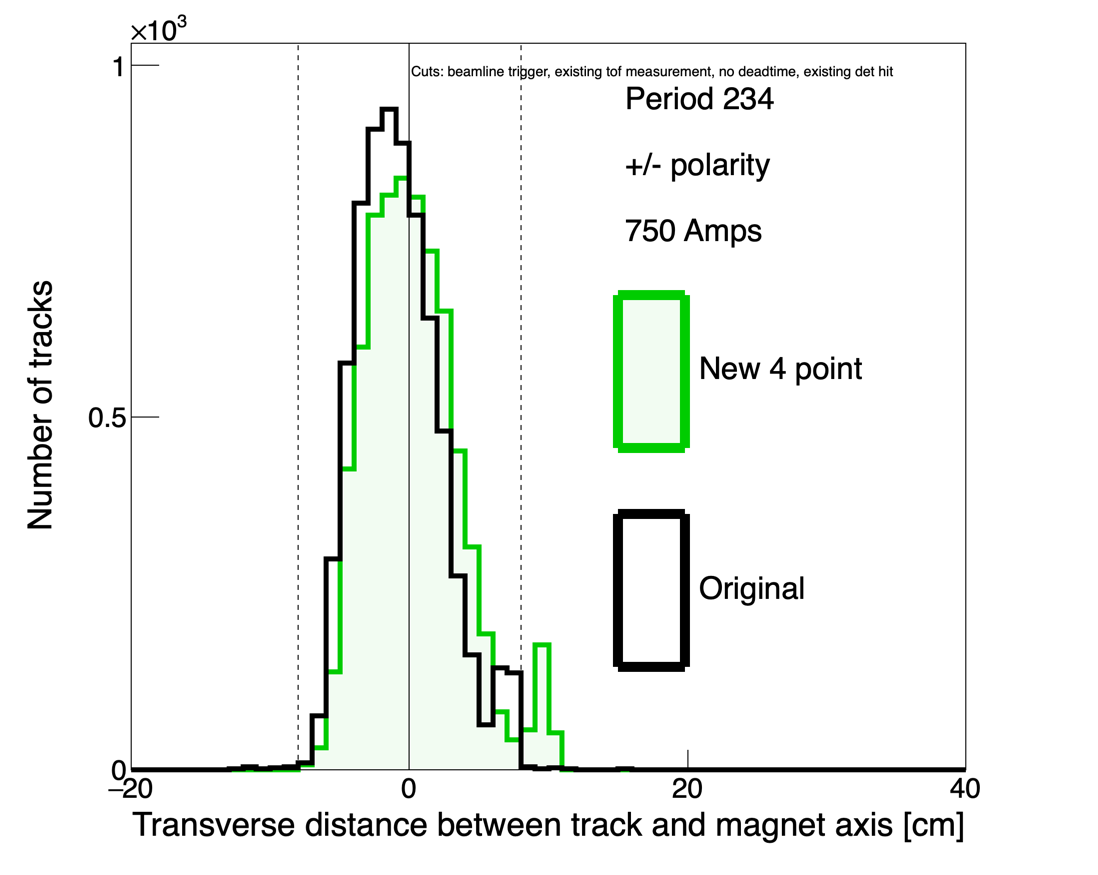 ×10³
1
Cuts: beamline trigger, existing tof measurement, no deadtime, existing det hit
Period 234
+/- polarity
750 Amps
New 4 point
0.5
Original
0
−20 0 20 40
Number of tracks
Transverse distance between track and magnet axis [cm]